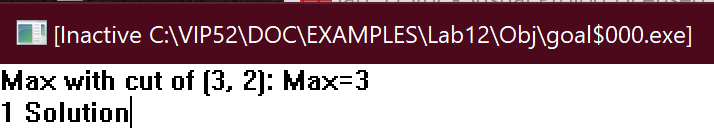 [Inactive C:\VIP52\DOC\EXAMPLES\Lab12\Obj\goal$000.exe]
Max with cut of (3, 2): Max=3
1 Solution